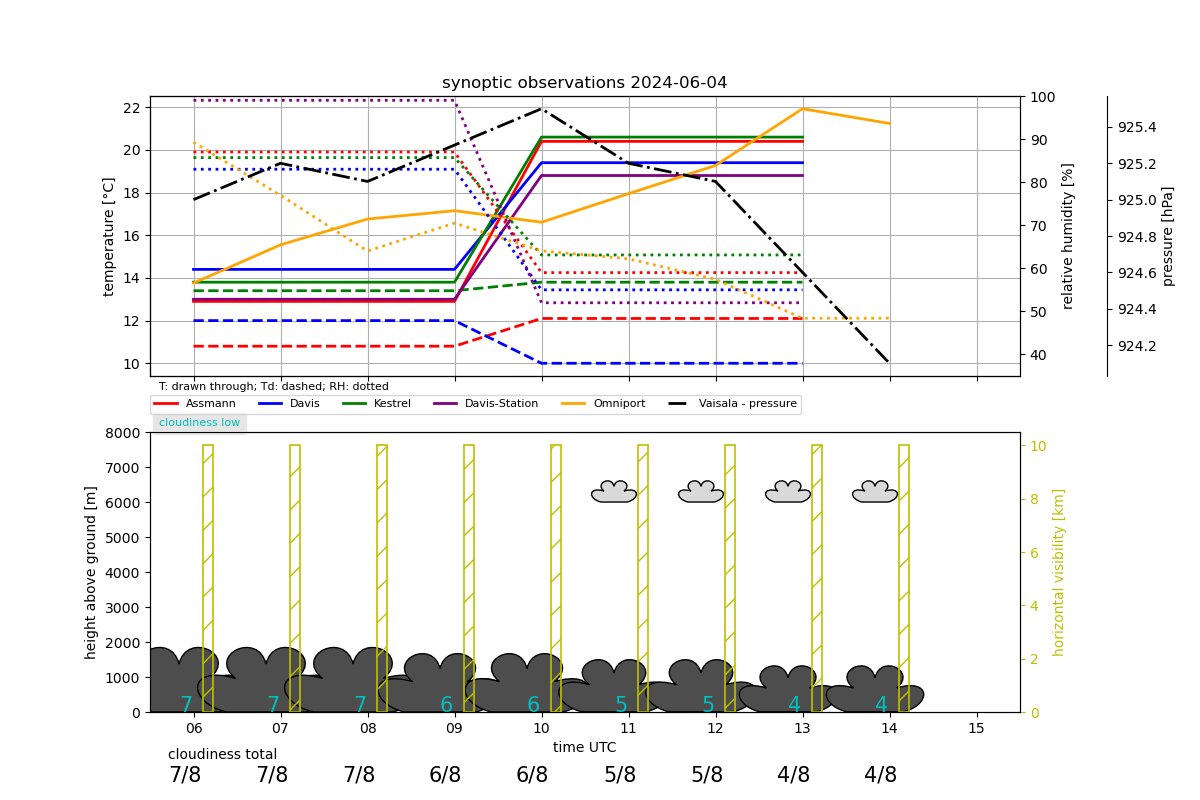 synoptic observations 2024-06-04
temperature [°C]
22
20
18
16
14
12
10
relative humidity [%]
100
90
80
70
60
50
40
pressure [hPa]
925.4
925.2
925.0
924.8
924.6
924.4
924.2
T: drawn through; Td: dashed; RH: dotted
Assmann Davis Kestrel Davis-Station Omniport Vaisala - pressure
cloudiness low
height above ground [m]
8000
7000
6000
5000
4000
3000
2000
1000
0
horizontal visibility [km]
10
8
6
4
2
0
7 7 7 6 6 5 5 4 4
06 07 08 09 10 11 12 13 14 15
time UTC
cloudiness total
7/8 7/8 7/8 6/8 6/8 5/8 5/8 4/8 4/8